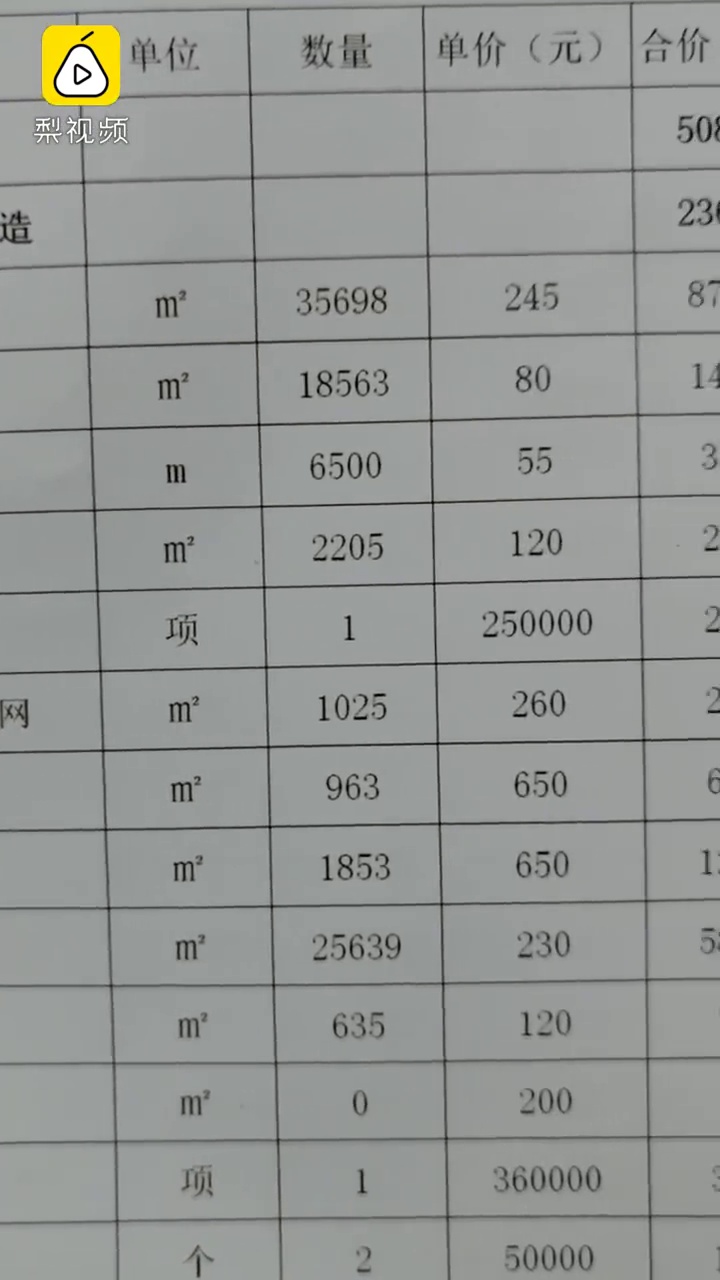 单位 数量 单价（元） 合价
梨视频
508
造 230
m² 35698 245 87
m² 18563 80 14
m 6500 55 3
m² 2205 120 2
项 1 250000 2
网 m² 1025 260 2
m² 963 650 6
m² 1853 650 1
m² 25639 230 58
m² 635 120
m² 0 200
项 1 360000 3
个 2 50000